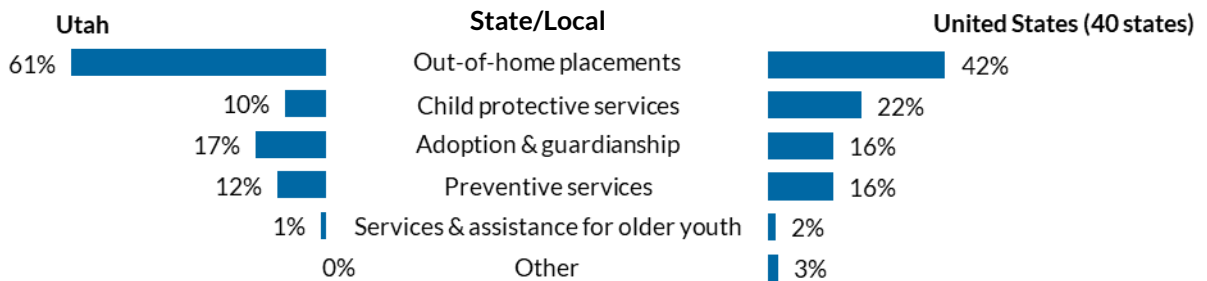 Utah State/Local United States (40 states)
61% Out-of-home placements 42%
10% Child protective services 22%
17% Adoption & guardianship 16%
12% Preventive services 16%
1% Services & assistance for older youth 2%
0% Other 3%